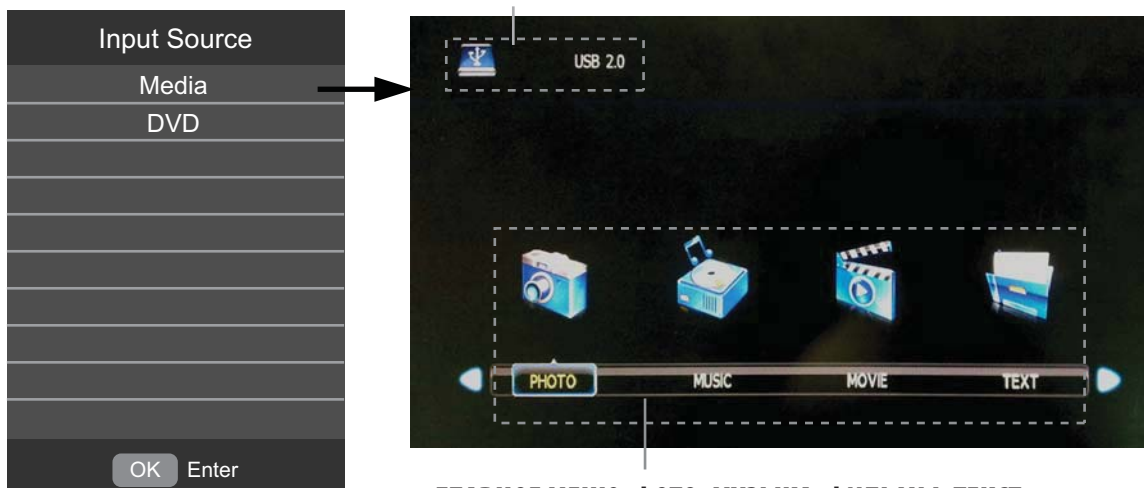 Input Source
Media
DVD
OK Enter
USB 2.0
PHOTO MUSIC MOVIE TEXT